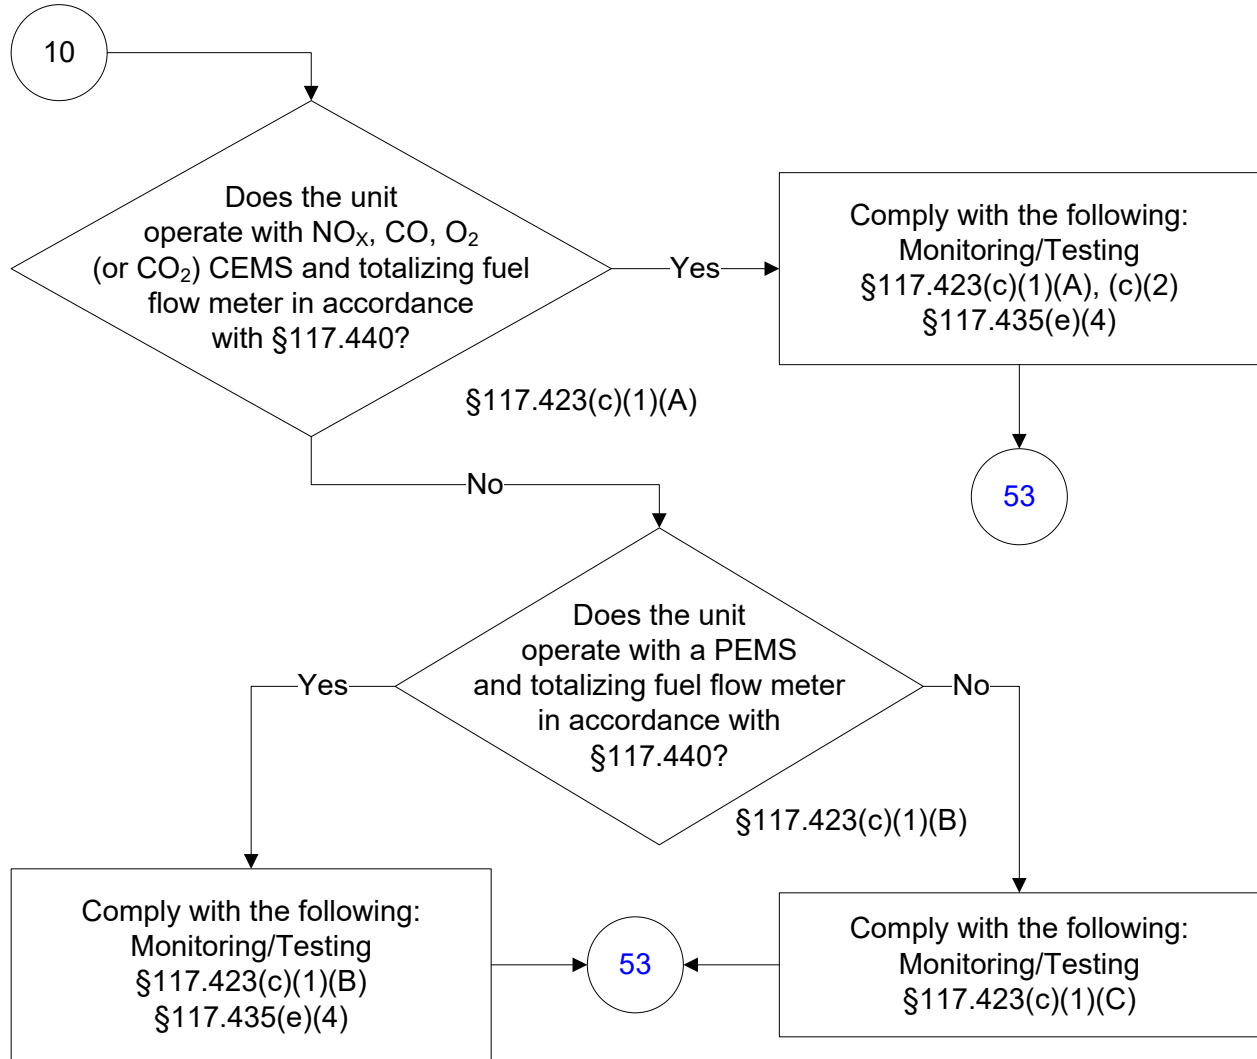 10
Does the unit
operate with NOX, CO, O2
(or CO2) CEMS and totalizing fuel
flow meter in accordance
with §117.440?
Yes
Comply with the following:
Monitoring/Testing
§117.423(c)(1)(A), (c)(2)
§117.435(e)(4)
§117.423(c)(1)(A)
No
53
Does the unit
operate with a PEMS
and totalizing fuel flow meter
in accordance with
§117.440?
Yes
No
§117.423(c)(1)(B)
Comply with the following:
Monitoring/Testing
§117.423(c)(1)(B)
§117.435(e)(4)
53
Comply with the following:
Monitoring/Testing
§117.423(c)(1)(C)